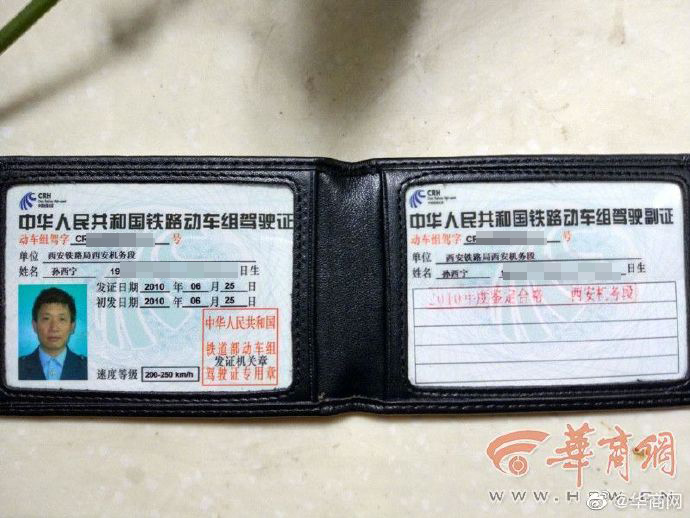 CRH
中华人民共和国铁路动车组驾驶证
动车组驾字 CR 号
单位 西安铁路局西安机务段
姓名 孙西宁 19 日生
发证日期 2010 年 06 月 25 日
初发日期 2010 年 06 月 25 日
中华人民共和国
铁道部动车组
发证机关章
驾驶证专用章
速度等级 200-250 km/h
CRH
中华人民共和国铁路动车组驾驶副证
动车组驾字 CR 号
单位 西安铁路局西安机务段
姓名 孙西宁 日生
2010年度鉴定合格 西安机务段
华商网
@华商网